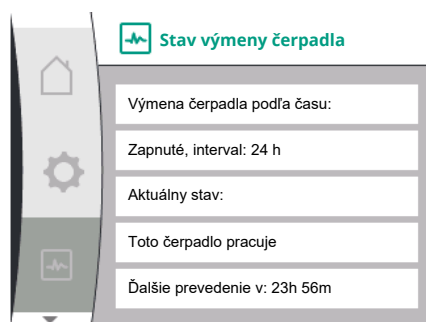 Stav výmeny čerpadla
Výmena čerpadla podľa času:
Zapnuté, interval: 24 h
Aktuálny stav:
Toto čerpadlo pracuje
Ďalšie prevedenie v: 23h 56m